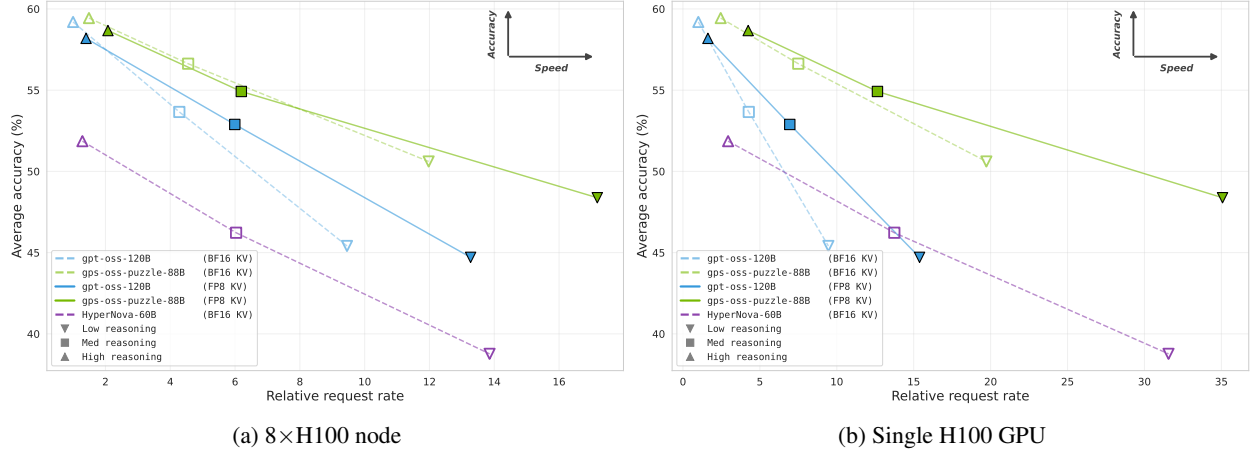 60
55
50
45
40
Average accuracy (%)
Accuracy
Speed
gpt-oss-120B (BF16 KV)
gps-oss-puzzle-88B (BF16 KV)
gpt-oss-120B (FP8 KV)
gps-oss-puzzle-88B (FP8 KV)
HyperNova-60B (BF16 KV)
Low reasoning
Med reasoning
High reasoning
2 4 6 8 10 12 14 16
Relative request rate
(a) 8×H100 node
60
55
50
45
40
Average accuracy (%)
Accuracy
Speed
gpt-oss-120B (BF16 KV)
gps-oss-puzzle-88B (BF16 KV)
gpt-oss-120B (FP8 KV)
gps-oss-puzzle-88B (FP8 KV)
HyperNova-60B (BF16 KV)
Low reasoning
Med reasoning
High reasoning
0 5 10 15 20 25 30 35
Relative request rate
(b) Single H100 GPU